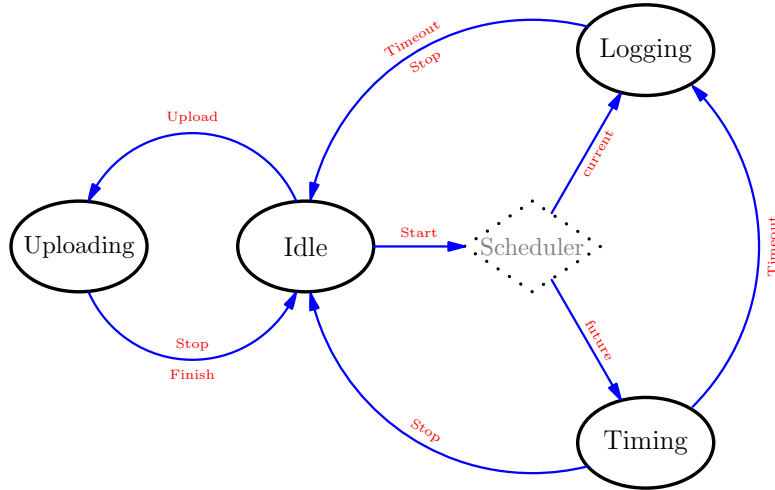 Timeout
Stop
Logging
Upload
current
Uploading
Idle
Start
Scheduler
Timeout
Stop
Finish
future
Stop
Timing